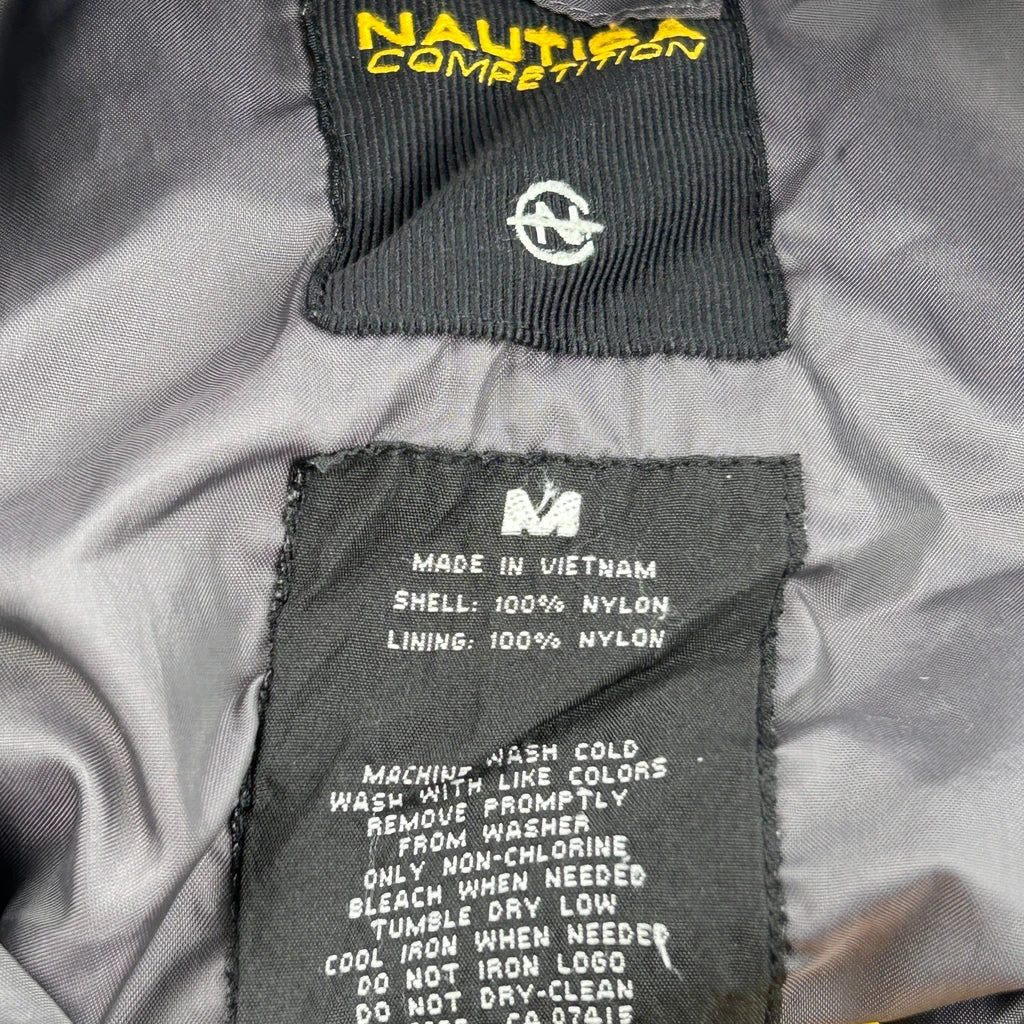 NAUTICA
COMPETITION
N
M
MADE IN VIETNAM
SHELL: 100% NYLON
LINING: 100% NYLON
MACHINE WASH COLD
WASH WITH LIKE COLORS
REMOVE PROMPTLY
FROM WASHER
ONLY NON-CHLORINE
BLEACH WHEN NEEDED
TUMBLE DRY LOW
COOL IRON WHEN NEEDED
DO NOT IRON LOGO
DO NOT DRY-CLEAN
CA 07415